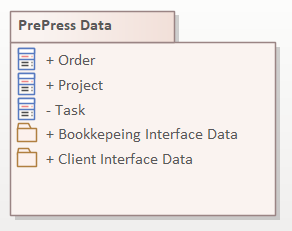 PrePress Data
+ Order
+ Project
- Task
+ Bookkepeing Interface Data
+ Client Interface Data